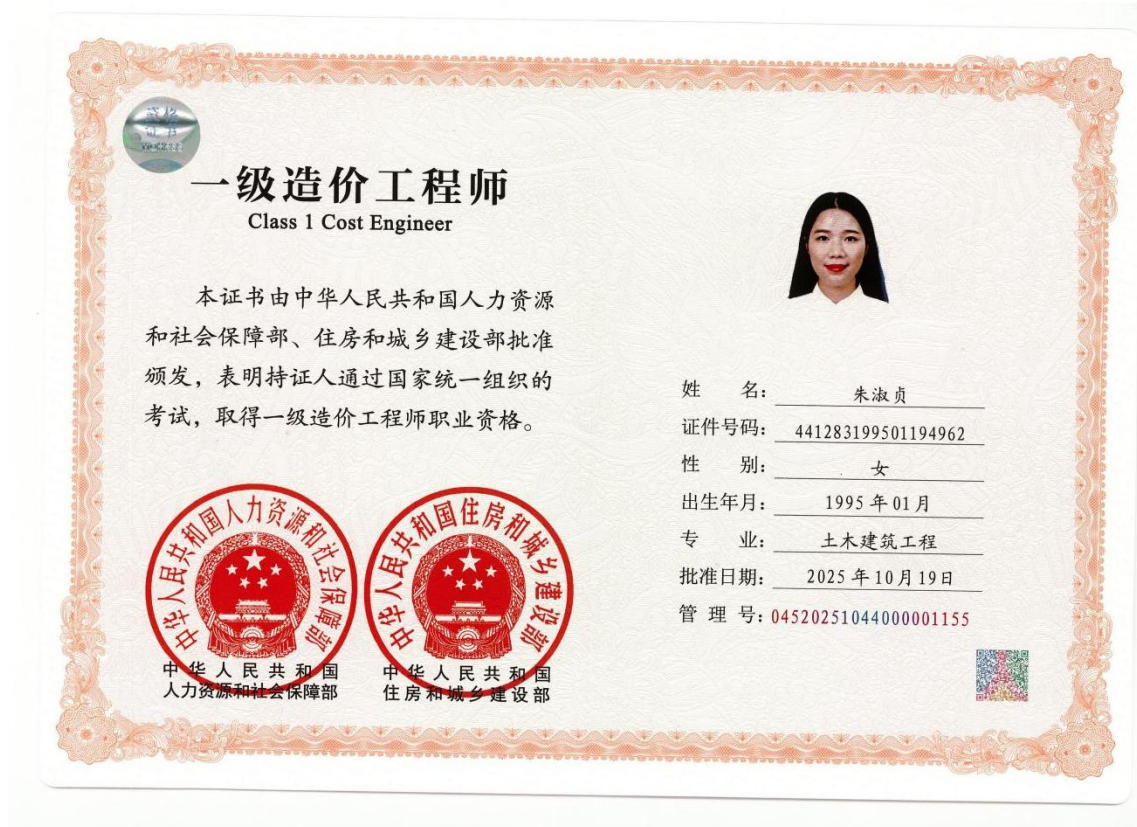 一级造价工程师
Class 1 Cost Engineer
本证书由中华人民共和国人力资源
和社会保障部、住房和城乡建设部批准
颁发，表明持证人通过国家统一组织的
考试，取得一级造价工程师职业资格。
中华人民共和国人力资源和社会保障部
中华人民共和国
人力资源和社会保障部
中华人民共和国住房和城乡建设部
中华人民共和国
住房和城乡建设部
姓 名： 朱淑贞
证件号码： 441283199501194962
性 别： 女
出生年月： 1995年01月
专 业： 土木建筑工程
批准日期： 2025年10月19日
管 理 号：04520251044000001155